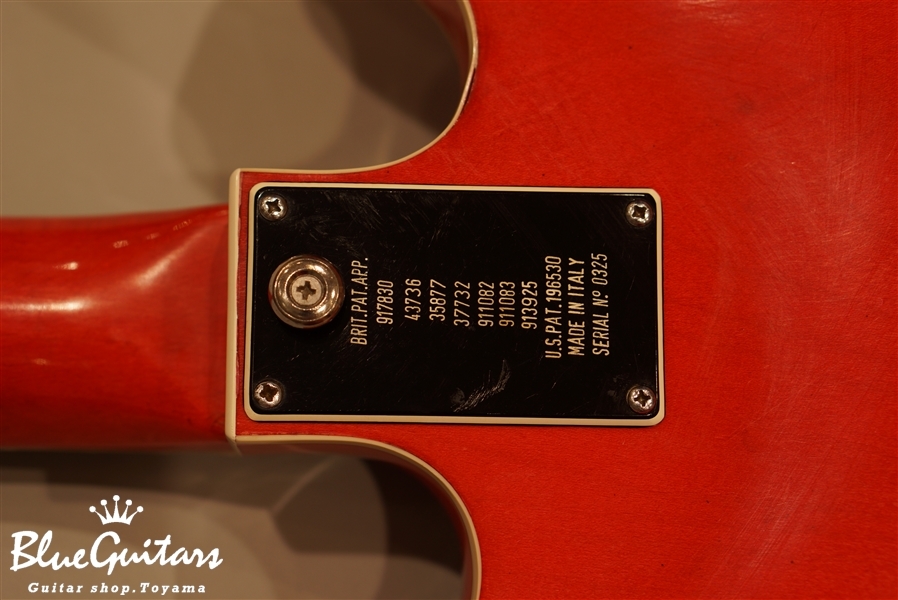 BRIT.PAT.APP.
917830
43736
35877
37732
911082
911083
913925
U.S.PAT.196530
MADE IN ITALY
SERIAL Nº 0325
BlueGuitars
Guitar shop.Toyama